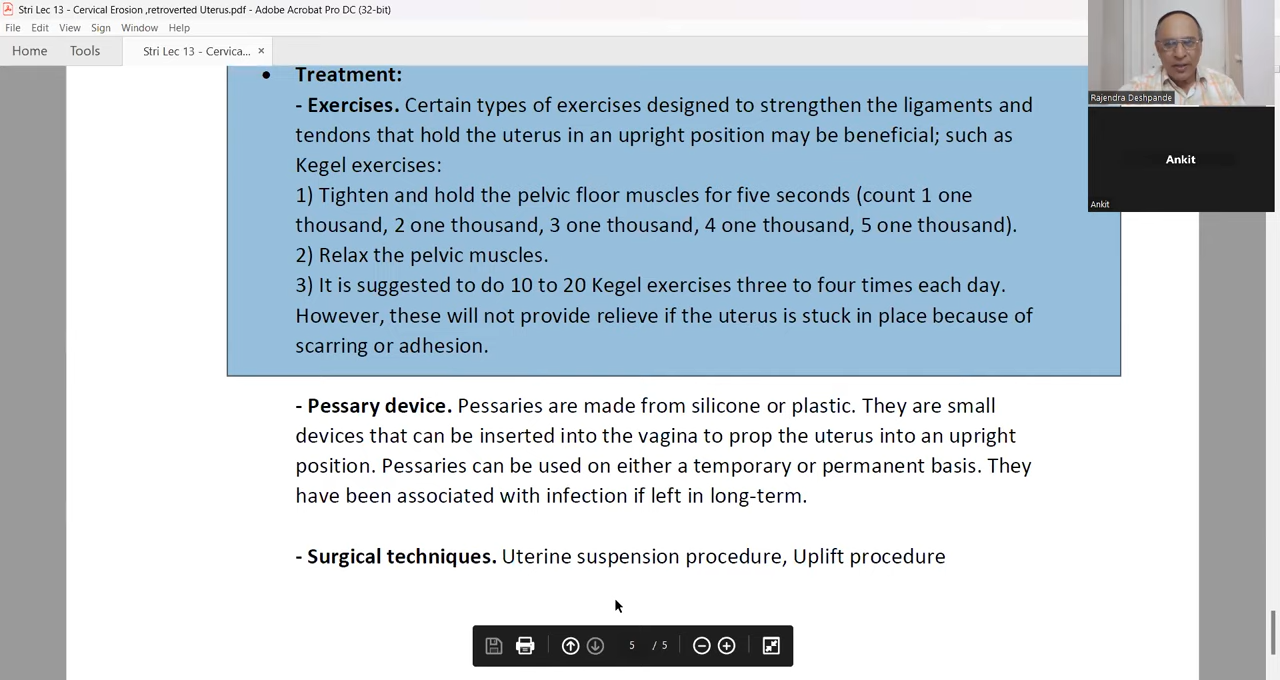 Stri Lec 13 - Cervical Erosion ,retroverted Uterus.pdf - Adobe Acrobat Pro DC (32-bit)
File Edit View Sign Window Help
Home Tools Stri Lec 13 - Cervica... ×
Rajendra Deshpande
Ankit
Ankit
• Treatment:
- Exercises. Certain types of exercises designed to strengthen the ligaments and
tendons that hold the uterus in an upright position may be beneficial; such as
Kegel exercises:
1) Tighten and hold the pelvic floor muscles for five seconds (count 1 one
thousand, 2 one thousand, 3 one thousand, 4 one thousand, 5 one thousand).
2) Relax the pelvic muscles.
3) It is suggested to do 10 to 20 Kegel exercises three to four times each day.
However, these will not provide relieve if the uterus is stuck in place because of
scarring or adhesion.
- Pessary device. Pessaries are made from silicone or plastic. They are small
devices that can be inserted into the vagina to prop the uterus into an upright
position. Pessaries can be used on either a temporary or permanent basis. They
have been associated with infection if left in long-term.
- Surgical techniques. Uterine suspension procedure, Uplift procedure
5 / 5